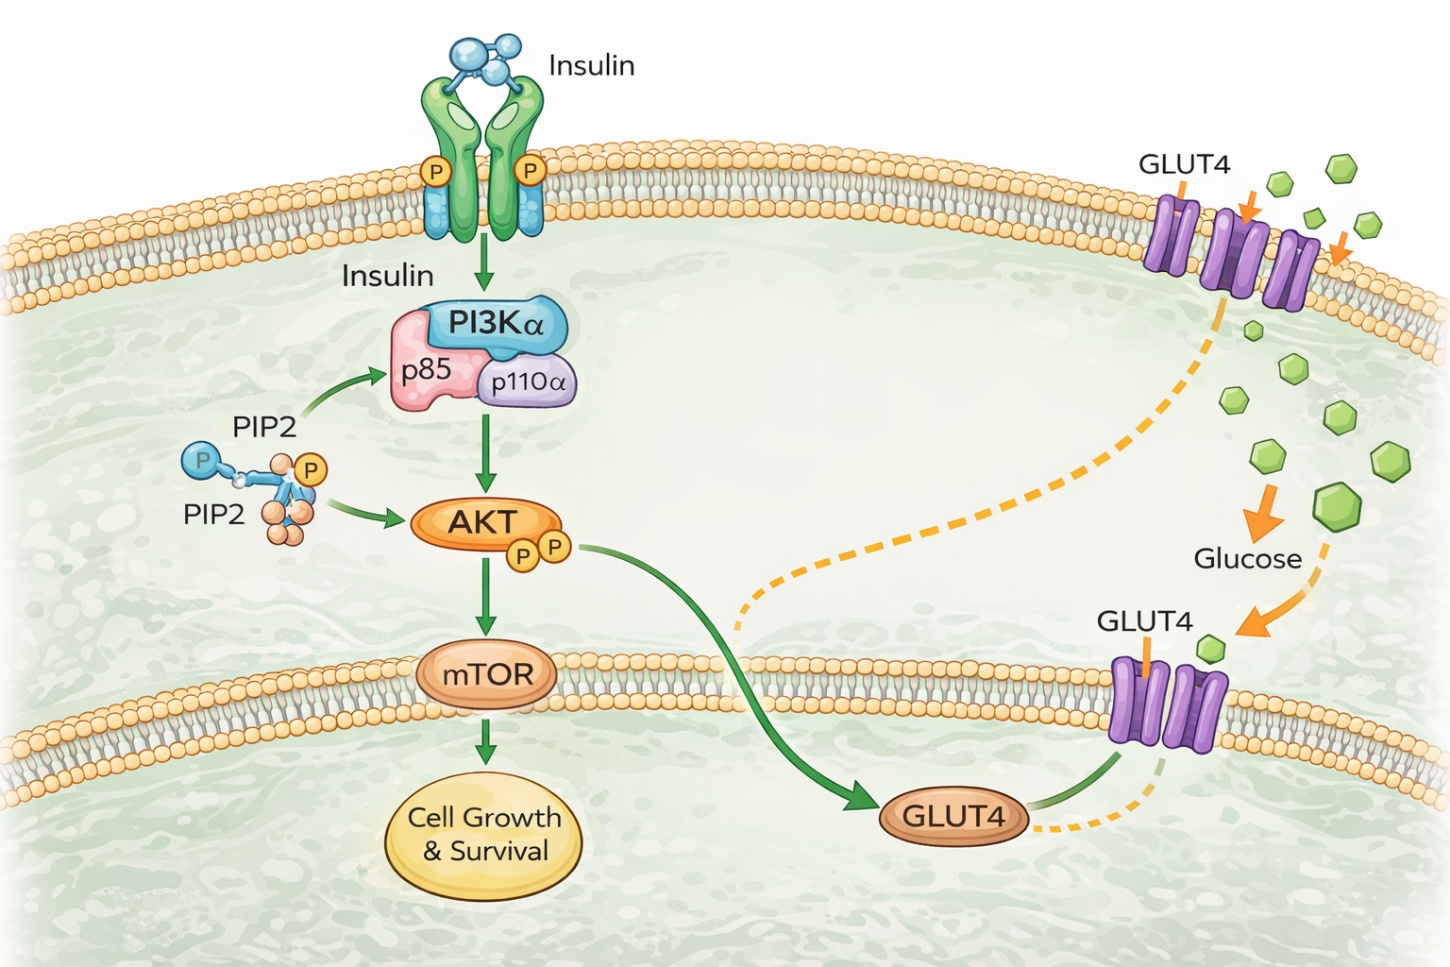 Insulin
P
P
GLUT4
Insulin
PI3Kα
p85
p110α
PIP2
P
P
PIP2
AKT
P
P
Glucose
GLUT4
mTOR
Cell Growth
& Survival
GLUT4